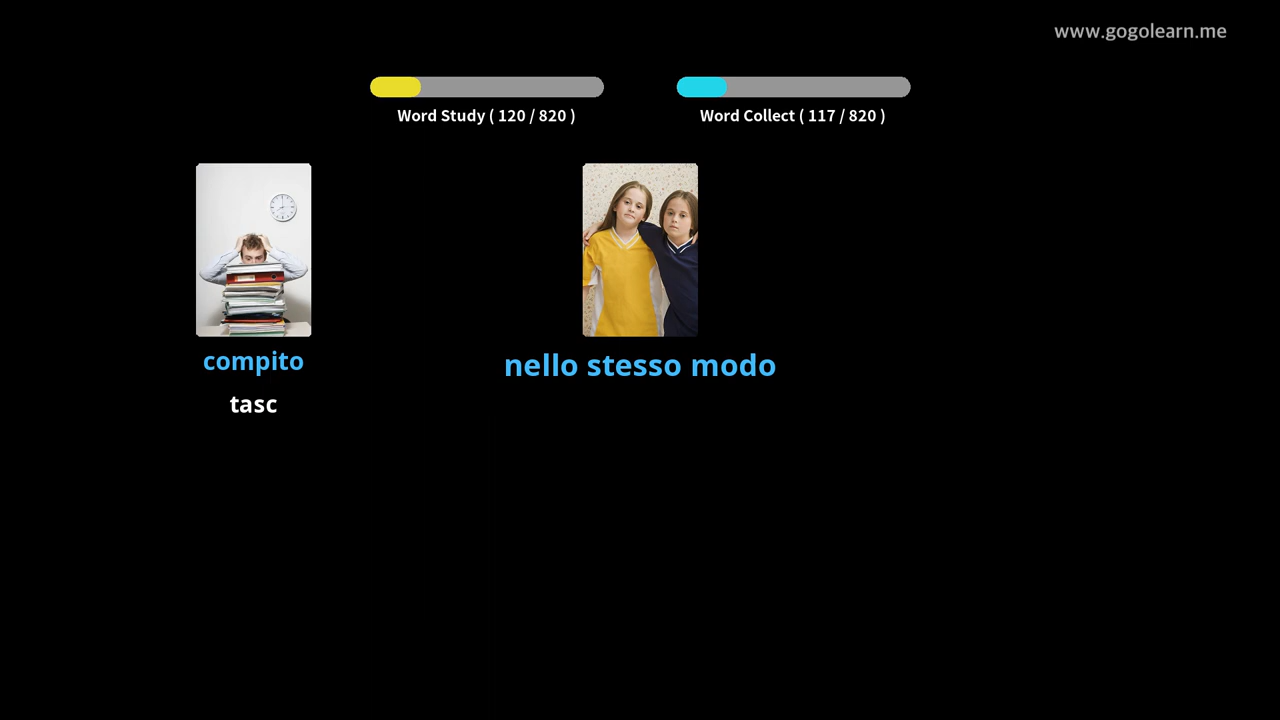 www.gogolearn.me
Word Study ( 120 / 820 )
Word Collect ( 117 / 820 )
compito
tasc
nello stesso modo